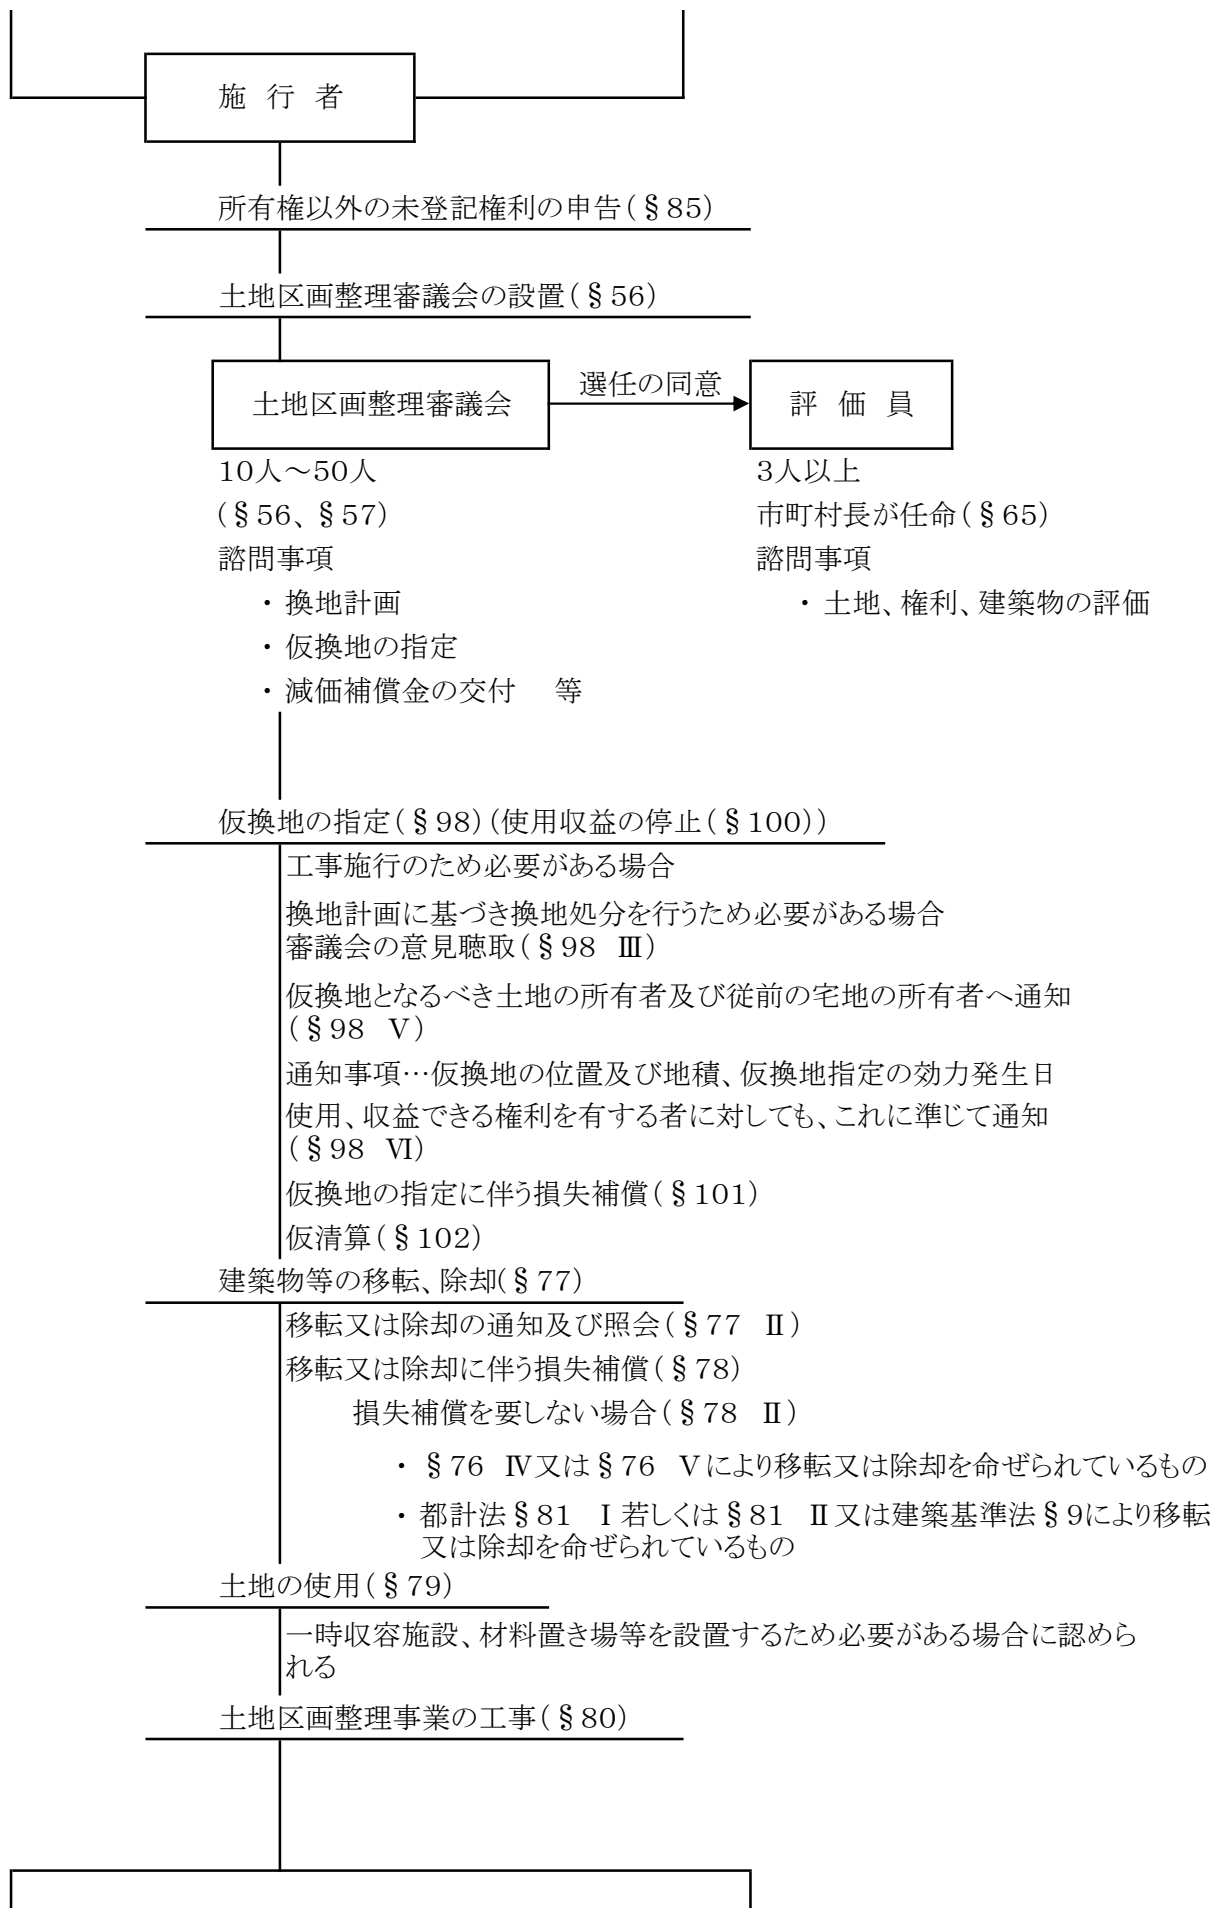 施 行 者
所有権以外の未登記権利の申告(§85)
土地区画整理審議会の設置(§56)
土地区画整理審議会
選任の同意
評 価 員
10人～50人
(§56、§57)
諮問事項
・換地計画
・仮換地の指定
・減価補償金の交付 等
3人以上
市町村長が任命(§65)
諮問事項
・土地、権利、建築物の評価
仮換地の指定(§98)(使用収益の停止(§100))
工事施行のため必要がある場合
換地計画に基づき換地処分を行うため必要がある場合
審議会の意見聴取(§98 Ⅲ)
仮換地となるべき土地の所有者及び従前の宅地の所有者へ通知
(§98 Ⅴ)
通知事項…仮換地の位置及び地積、仮換地指定の効力発生日
使用、収益できる権利を有する者に対しても、これに準じて通知
(§98 Ⅵ)
仮換地の指定に伴う損失補償(§101)
仮清算(§102)
建築物等の移転、除却(§77)
移転又は除却の通知及び照会(§77 Ⅱ)
移転又は除却に伴う損失補償(§78)
損失補償を要しない場合(§78 Ⅱ)
・§76 Ⅳ又は§76 Ⅴにより移転又は除却を命ぜられているもの
・都計法§81 Ⅰ若しくは§81 Ⅱ又は建築基準法§9により移転
又は除却を命ぜられているもの
土地の使用(§79)
一時収容施設、材料置き場等を設置するため必要がある場合に認めら
れる
土地区画整理事業の工事(§80)